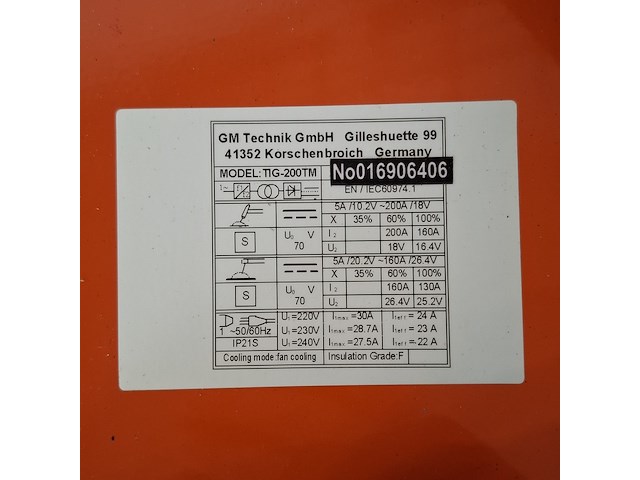 GM Technik GmbH Gilleshuette 99
41352 Korschenbroich Germany
MODEL:TIG-200TM No016906406
1~ EN / IEC60974.1
5A /10.2V ~200A /18V
X 35% 60% 100%
S U0 V 70 I2 200A 160A
U2 18V 16.4V
5A /20.2V ~160A /26.4V
X 35% 60% 100%
S U0 V 70 I2 160A 130A
U2 26.4V 25.2V
U1=220V I1max=30A I1eff=24 A
1 ~50/60Hz U1=230V I1max=28.7A I1eff=23 A
IP21S U1=240V I1max=27.5A I1eff=22 A
Cooling mode:fan cooling Insulation Grade:F